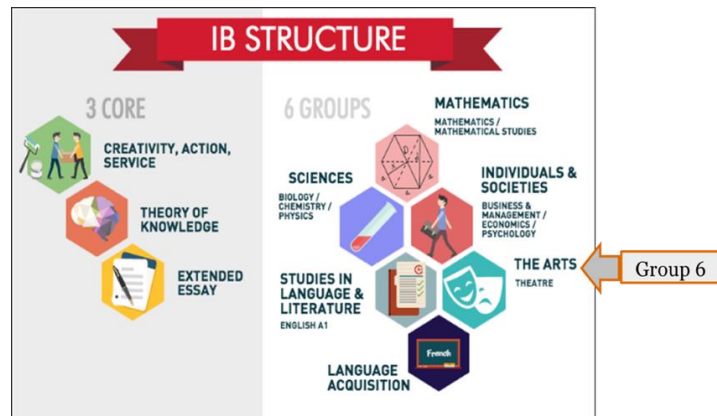 IB STRUCTURE
3 CORE
CREATIVITY, ACTION,
SERVICE
THEORY OF
KNOWLEDGE
EXTENDED
ESSAY
6 GROUPS
MATHEMATICS
MATHEMATICS /
MATHEMATICAL STUDIES
SCIENCES
BIOLOGY /
CHEMISTRY /
PHYSICS
INDIVIDUALS &
SOCIETIES
BUSINESS &
MANAGEMENT /
ECONOMICS /
PSYCHOLOGY
STUDIES IN
LANGUAGE &
LITERATURE
ENGLISH A1
THE ARTS
THEATRE
Group 6
French
LANGUAGE
ACQUISITION